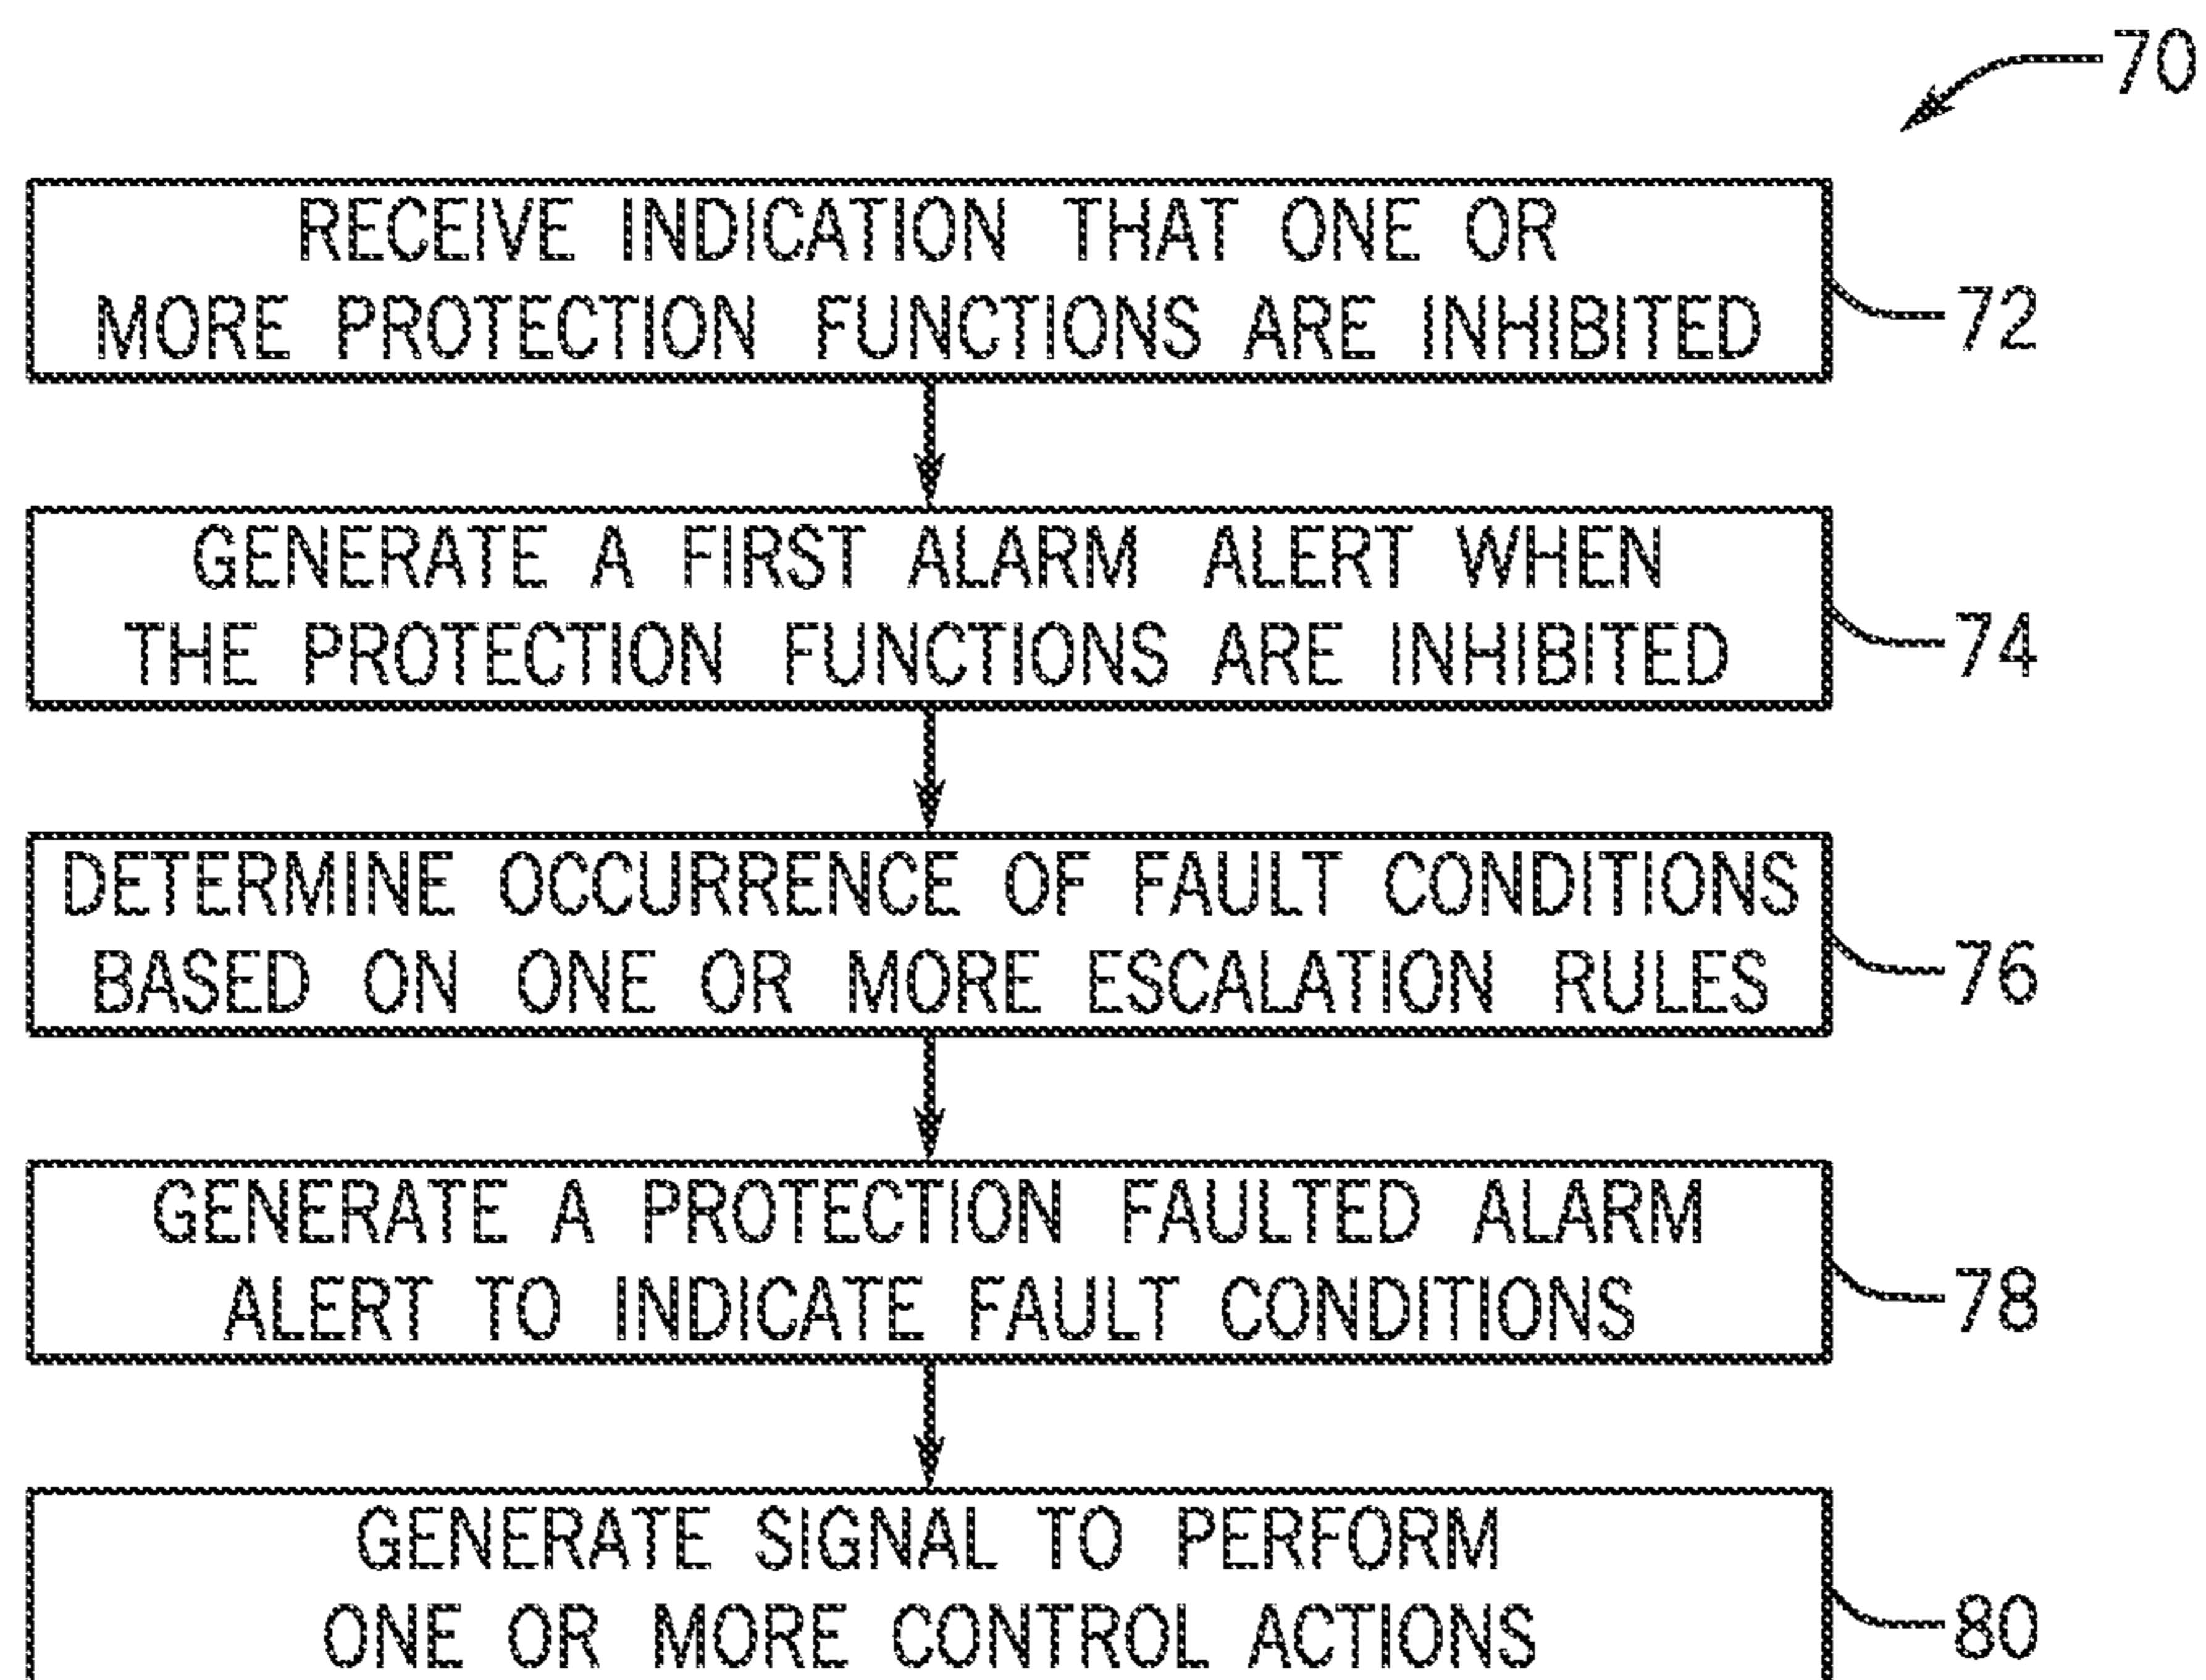 70
RECEIVE INDICATION THAT ONE OR
MORE PROTECTION FUNCTIONS ARE INHIBITED
72
GENERATE A FIRST ALARM ALERT WHEN
THE PROTECTION FUNCTIONS ARE INHIBITED
74
DETERMINE OCCURRENCE OF FAULT CONDITIONS
BASED ON ONE OR MORE ESCALATION RULES
76
GENERATE A PROTECTION FAULTED ALARM
ALERT TO INDICATE FAULT CONDITIONS
78
GENERATE SIGNAL TO PERFORM
ONE OR MORE CONTROL ACTIONS
80